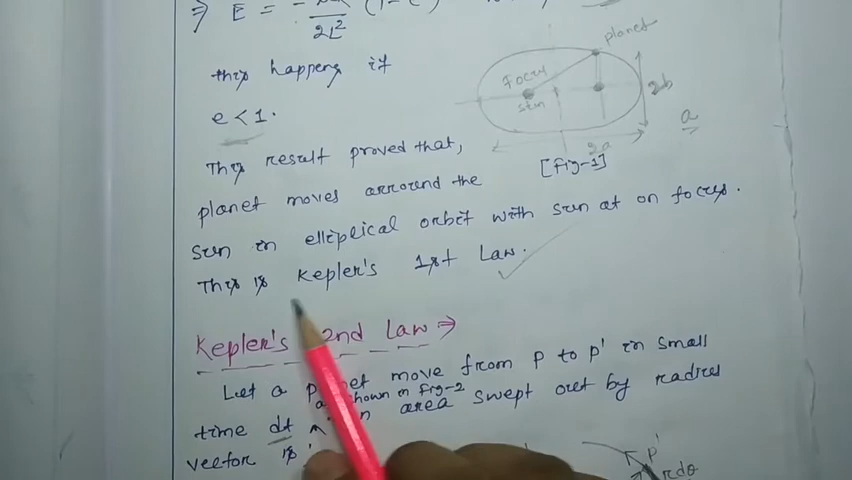 ⇒ E =
2L²
planet
this happens if
Focus
sun
2b
e < 1.
a
2a
This result proved that,
[fig-1]
planet moves arround the
sun in elliptical orbit with sun at on focus.
This is Kepler's 1st Law.
Kepler's 2nd Law ⇒
Let a planet move from P to P' in small
as shown in fig-2
time dt area swept out by radius
vector is
P'
rdθ